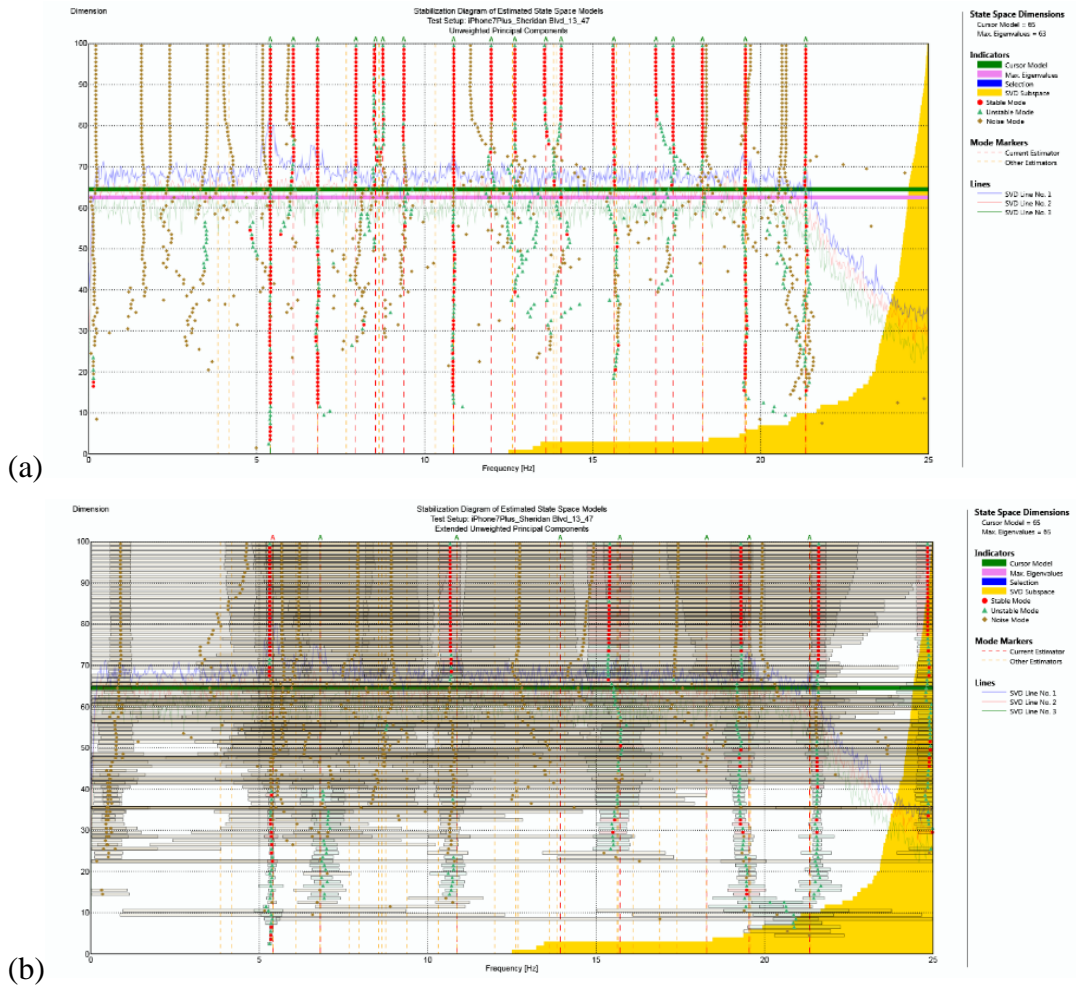 Dimension
Stabilization Diagram of Estimated State Space Models
Test Setup: iPhone7Plus_Sheridan Blvd_13_47
Unweighted Principal Components
100
90
80
70
60
50
40
30
20
10
0
0 5 10 15 20 25
Frequency [Hz]
State Space Dimensions
Cursor Model = 65
Max. Eigenvalues = 63
Indicators
Cursor Model
Max. Eigenvalues
Selection
SVD Subspace
Stable Mode
Unstable Mode
Noise Mode
Mode Markers
Current Estimator
Other Estimators
Lines
SVD Line No. 1
SVD Line No. 2
SVD Line No. 3
(a)
Dimension
Stabilization Diagram of Estimated State Space Models
Test Setup: iPhone7Plus_Sheridan Blvd_13_47
Extended Unweighted Principal Components
100
90
80
70
60
50
40
30
20
10
0
0 5 10 15 20 25
Frequency [Hz]
State Space Dimensions
Cursor Model = 65
Max. Eigenvalues = 65
Indicators
Cursor Model
Max. Eigenvalues
Selection
SVD Subspace
Stable Mode
Unstable Mode
Noise Mode
Mode Markers
Current Estimator
Other Estimators
Lines
SVD Line No. 1
SVD Line No. 2
SVD Line No. 3
(b)